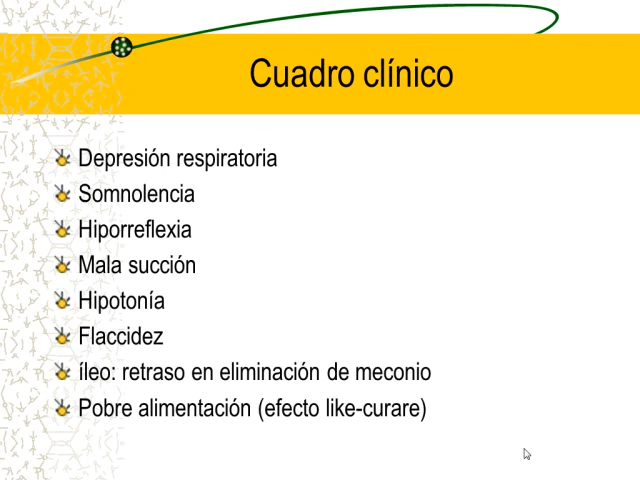 Cuadro clínico
Depresión respiratoria
Somnolencia
Hiporreflexia
Mala succión
Hipotonía
Flaccidez
íleo: retraso en eliminación de meconio
Pobre alimentación (efecto like-curare)